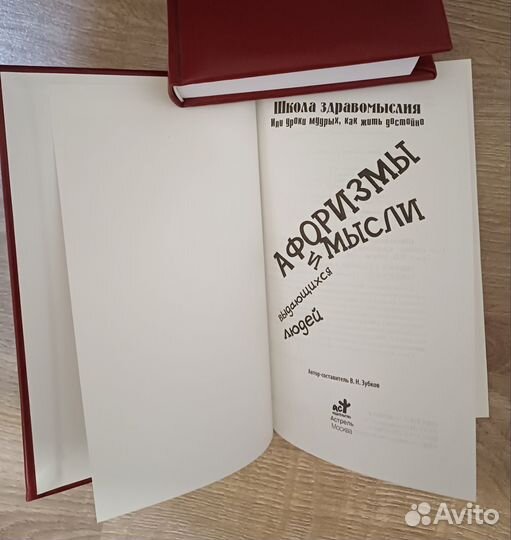 Школа здравомыслия
Или уроки мудрых, как жить достойно
АФОРИЗМЫ
И МЫСЛИ
выдающихся
людей
Автор-составитель В. Н. Зубков
аст
издательство
Астрель
Москва
Avito